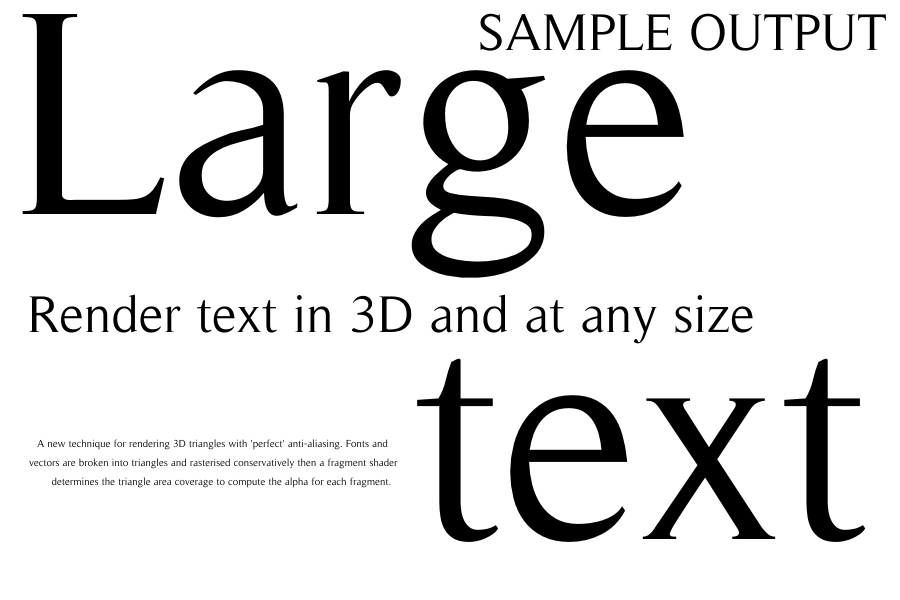 SAMPLE OUTPUT
Large
Render text in 3D and at any size
text
A new technique for rendering 3D triangles with 'perfect' anti-aliasing. Fonts and
vectors are broken into triangles and rasterised conservatively then a fragment shader
determines the triangle area coverage to compute the alpha for each fragment.